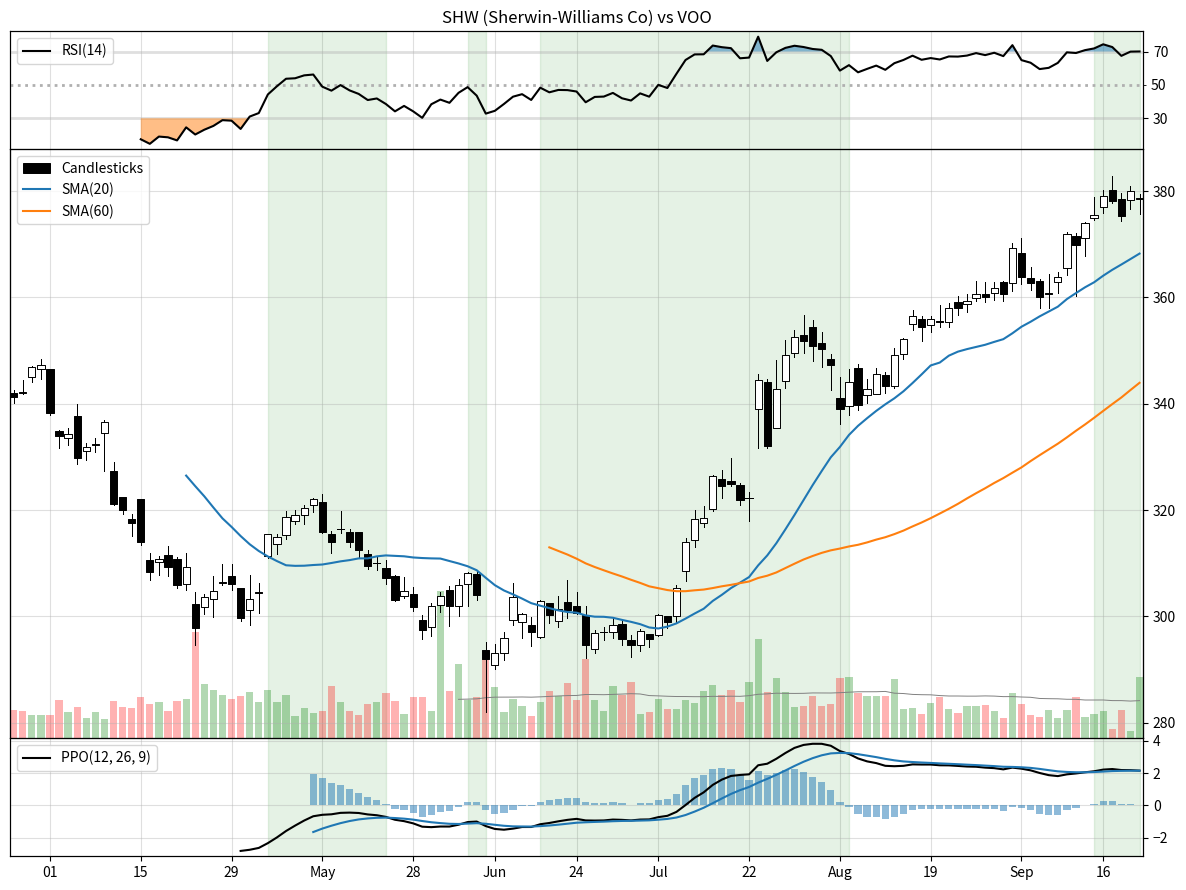 SHW (Sherwin-Williams Co) vs VOO
RSI(14)
70
50
30
Candlesticks
SMA(20)
SMA(60)
380
360
340
320
300
280
PPO(12, 26, 9)
4
2
0
−2
01 15 29 May 28 Jun 24 Jul 22 Aug 19 Sep 16